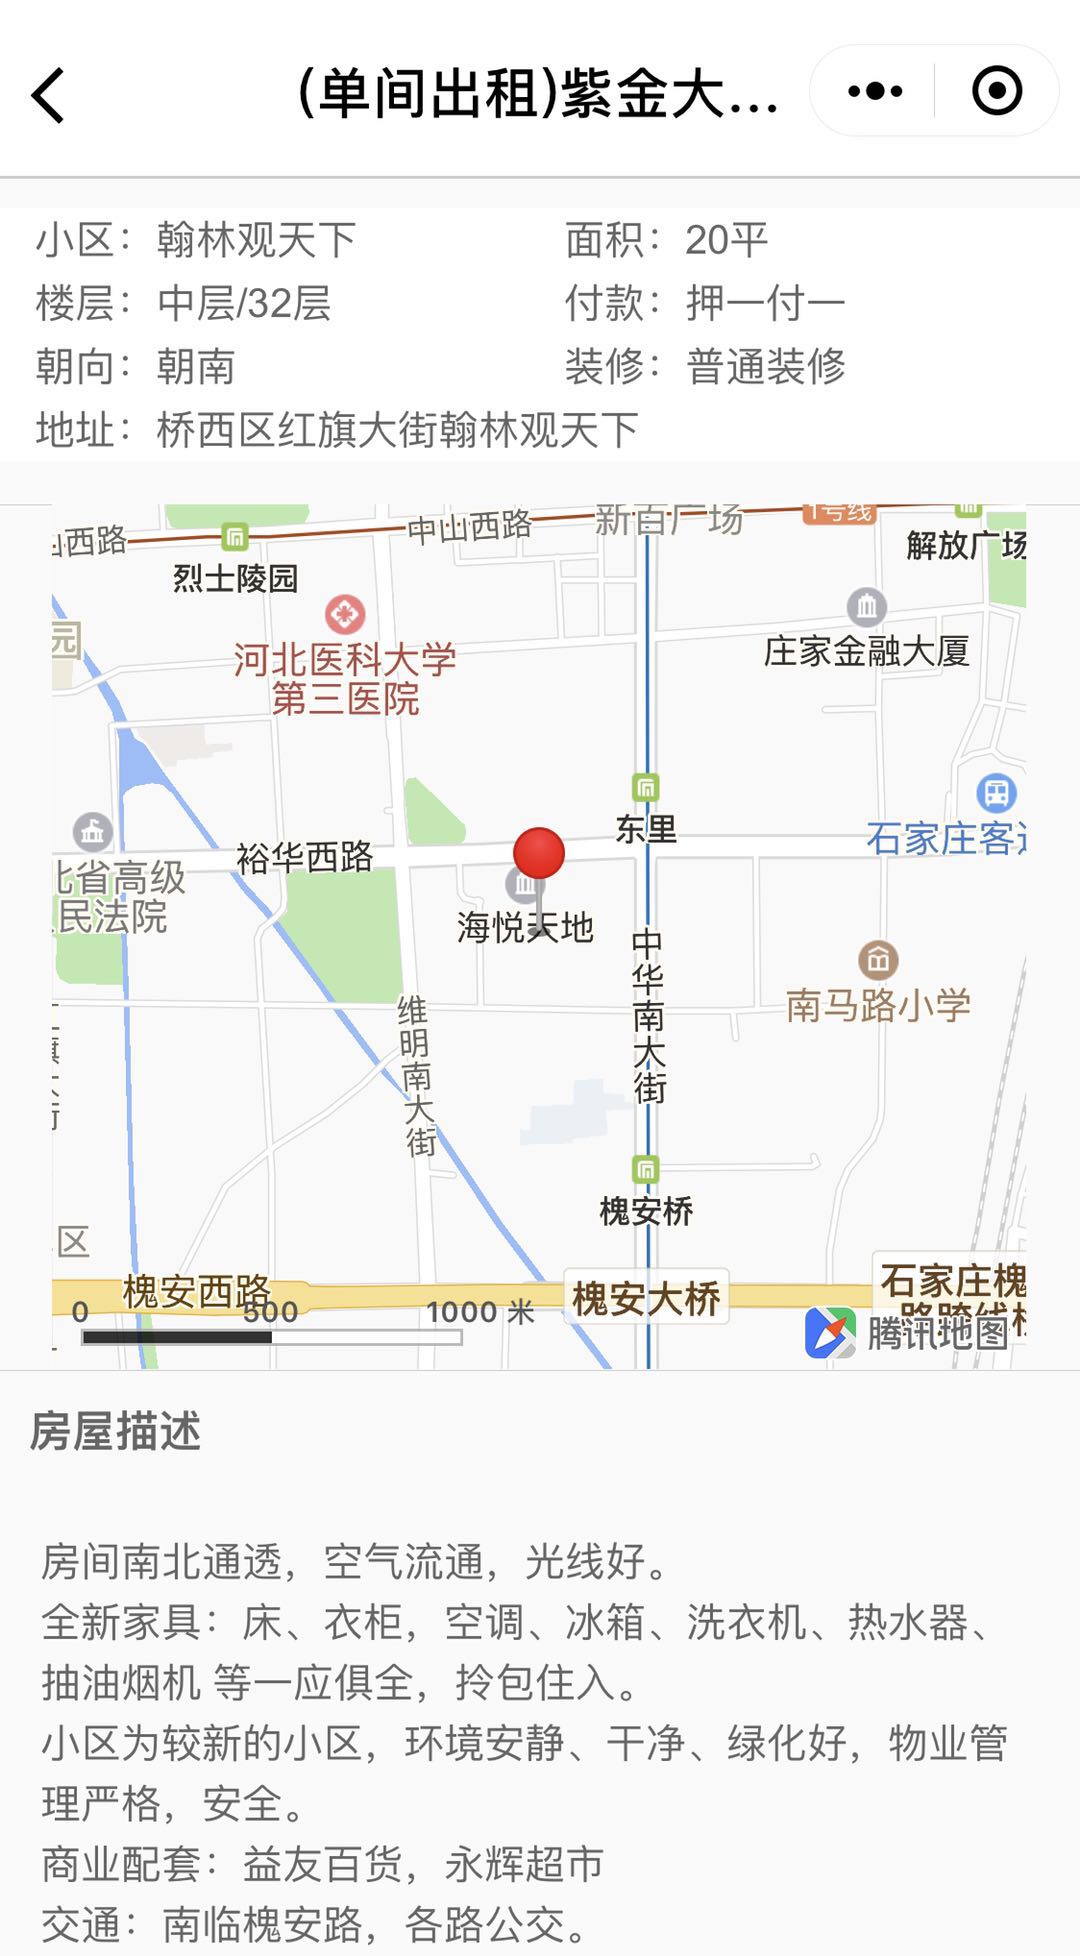 (单间出租)紫金大...
小区：翰林观天下
面积：20平
楼层：中层/32层
付款：押一付一
朝向：朝南
装修：普通装修
地址：桥西区红旗大街翰林观天下
山西路
中山西路
新百广场
1号线
烈士陵园
解放广场
园
河北医科大学
第三医院
庄家金融大厦
东里
石家庄客运
裕华西路
北省高级
民法院
海悦天地
中华南大街
南马路小学
维明南大街
区
槐安桥
槐安西路
槐安大桥
石家庄槐
路跨线桥
0 500 1000 米
腾讯地图
房屋描述
房间南北通透，空气流通，光线好。
全新家具：床、衣柜，空调、冰箱、洗衣机、热水器、
抽油烟机 等一应俱全，拎包住入。
小区为较新的小区，环境安静、干净、绿化好，物业管
理严格，安全。
商业配套：益友百货，永辉超市
交通：南临槐安路，各路公交。